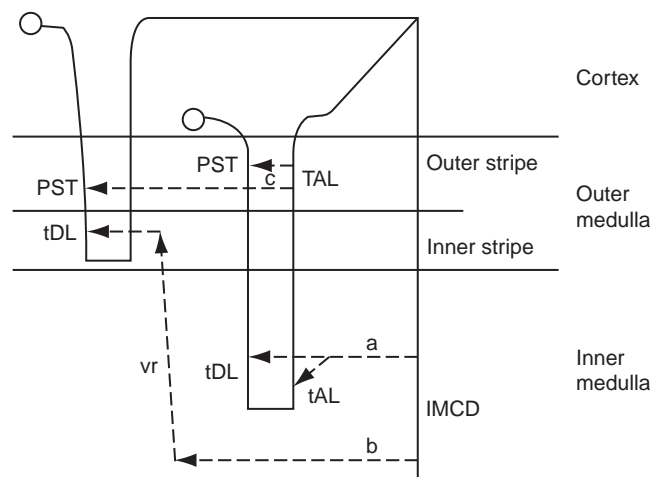 Cortex
PST
Outer stripe
c
TAL
PST
Outer
medulla
tDL
Inner stripe
a
vr
tDL
Inner
medulla
tAL
IMCD
b